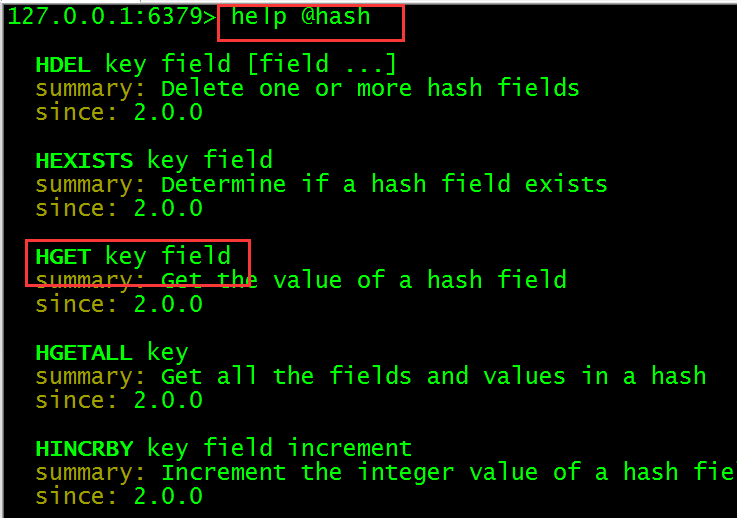 127.0.0.1:6379> help @hash
HDEL key field [field ...]
summary: Delete one or more hash fields
since: 2.0.0
HEXISTS key field
summary: Determine if a hash field exists
since: 2.0.0
HGET key field
summary: Get the value of a hash field
since: 2.0.0
HGETALL key
summary: Get all the fields and values in a hash
since: 2.0.0
HINCRBY key field increment
summary: Increment the integer value of a hash fie
since: 2.0.0